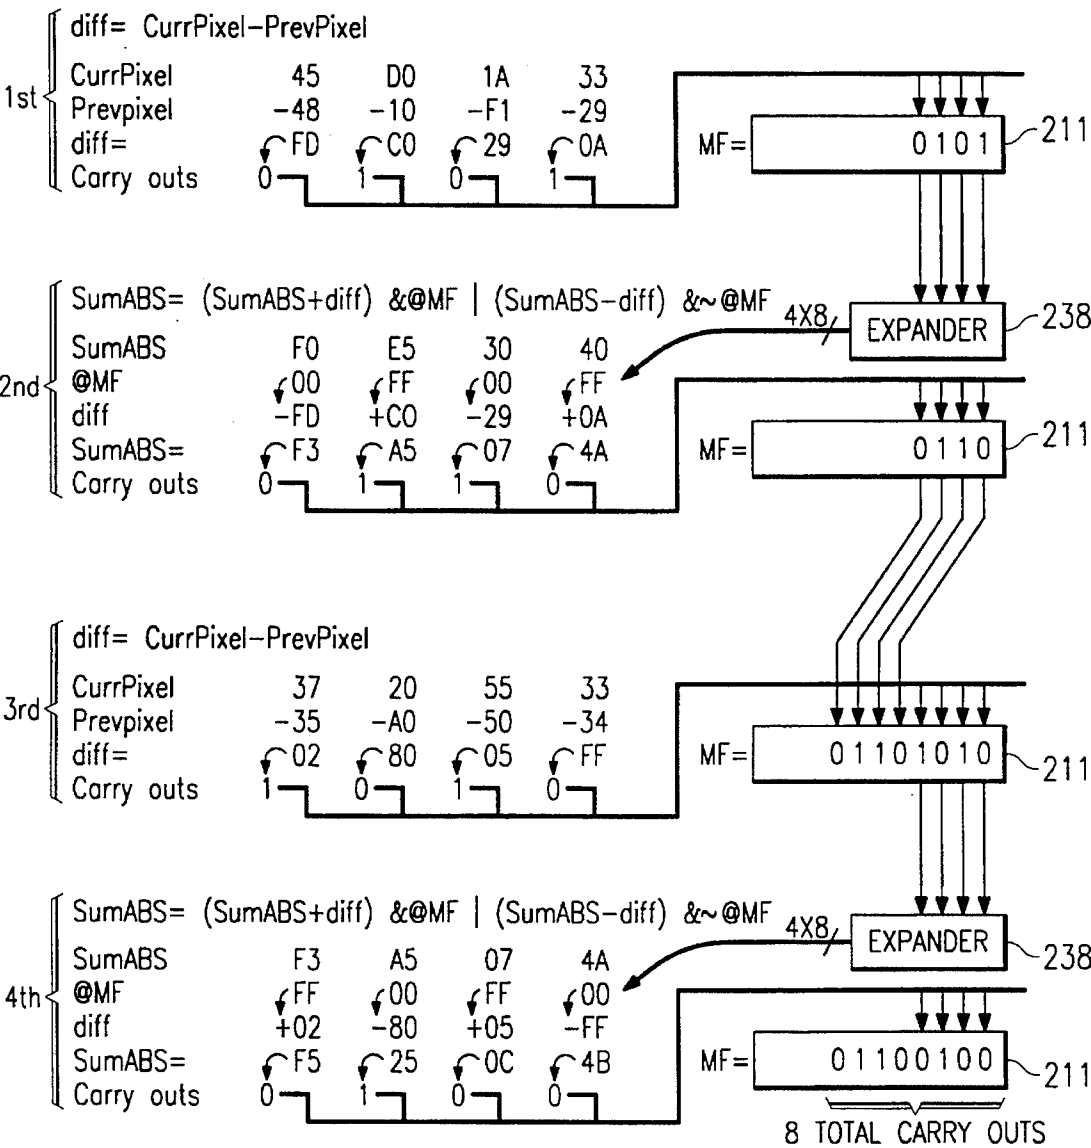 diff= CurrPixel-PrevPixel
1st
CurrPixel 45 D0 1A 33
Prevpixel -48 -10 -F1 -29
diff= FD C0 29 0A
Carry outs 0 1 0 1
MF= 0101 211
SumABS= (SumABS+diff) &@MF | (SumABS-diff) &~@MF
4X8 EXPANDER 238
2nd
SumABS F0 E5 30 40
@MF 00 FF 00 FF
diff -FD +C0 -29 +0A
SumABS= F3 A5 07 4A
Carry outs 0 1 1 0
MF= 0110 211
diff= CurrPixel-PrevPixel
3rd
CurrPixel 37 20 55 33
Prevpixel -35 -A0 -50 -34
diff= 02 80 05 FF
Carry outs 1 0 1 0
MF= 01101010 211
SumABS= (SumABS+diff) &@MF | (SumABS-diff) &~@MF
4X8 EXPANDER 238
4th
SumABS F3 A5 07 4A
@MF FF 00 FF 00
diff +02 -80 +05 -FF
SumABS= F5 25 0C 4B
Carry outs 0 1 0 0
MF= 01100100 211
8 TOTAL CARRY OUTS